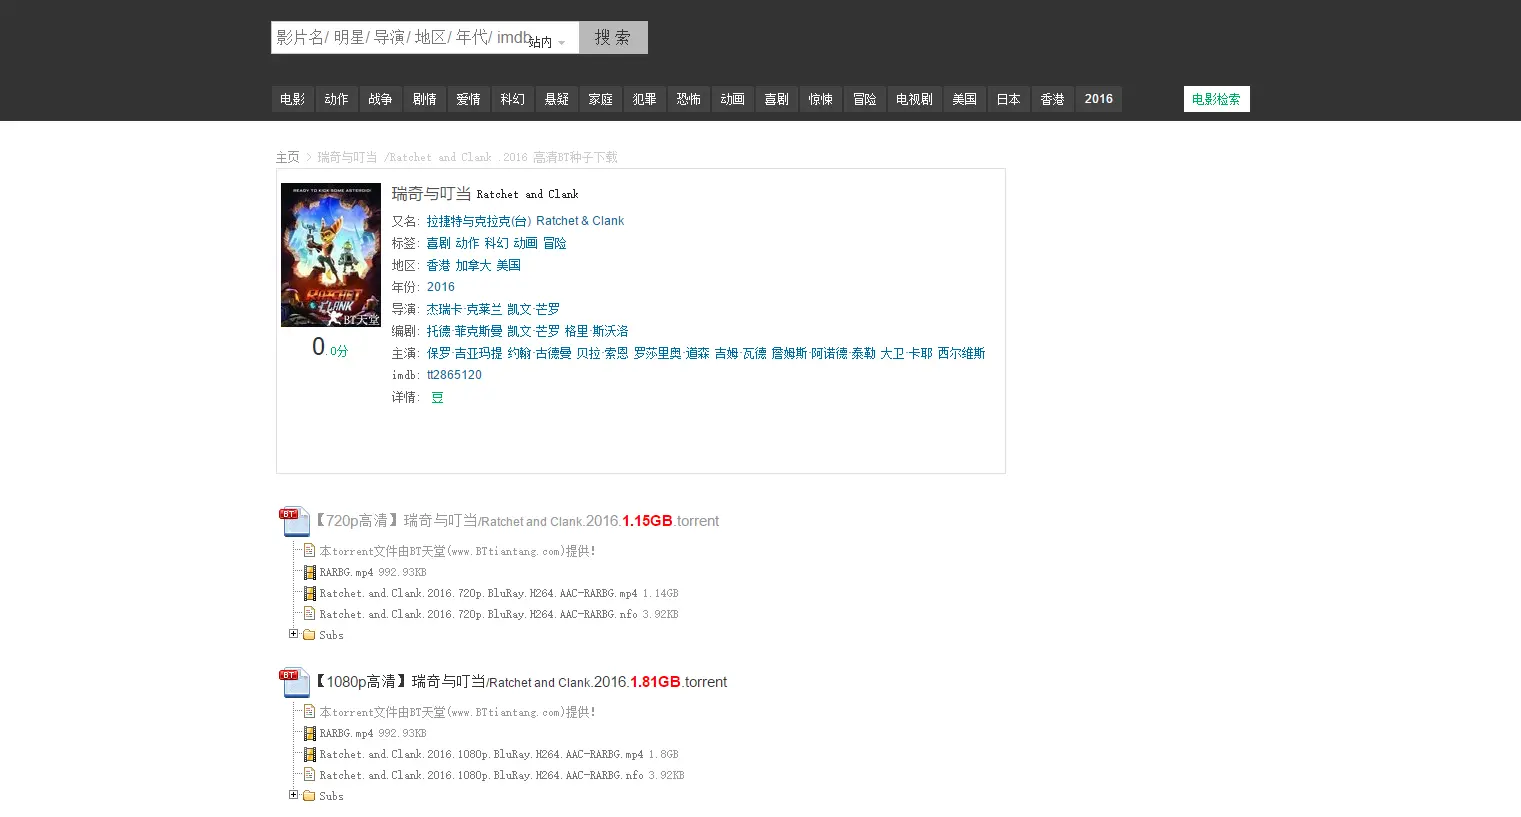 影片名/ 明星/ 导演/ 地区/ 年代/ imdb 站内 搜 索
电影 动作 战争 剧情 爱情 科幻 悬疑 家庭 犯罪 恐怖 动画 喜剧 惊悚 冒险 电视剧 美国 日本 香港 2016 电影检索
主页 > 瑞奇与叮当 /Ratchet and Clank .2016 高清BT种子下载
READY TO KICK SOME ASTEROID!
RATCHET
CLANK
BT天堂
0. 0分
瑞奇与叮当 Ratchet and Clank
又名: 拉捷特与克拉克(台) Ratchet & Clank
标签: 喜剧 动作 科幻 动画 冒险
地区: 香港 加拿大 美国
年份: 2016
导演: 杰瑞卡·克莱兰 凯文·芒罗
编剧: 托德·菲克斯曼 凯文·芒罗 格里·斯沃洛
主演: 保罗·吉亚玛提 约翰·古德曼 贝拉·索恩 罗莎里奥·道森 吉姆·瓦德 詹姆斯·阿诺德·泰勒 大卫·卡耶 西尔维斯
imdb: tt2865120
详情: 豆
BT 【720p高清】瑞奇与叮当/Ratchet and Clank.2016.1.15GB.torrent
本torrent文件由BT天堂(www.BTtiantang.com)提供!
RARBG.mp4 992.93KB
Ratchet.and.Clank.2016.720p.BluRay.H264.AAC-RARBG.mp4 1.14GB
Ratchet.and.Clank.2016.720p.BluRay.H264.AAC-RARBG.nfo 3.92KB
Subs
BT 【1080p高清】瑞奇与叮当/Ratchet and Clank.2016.1.81GB.torrent
本torrent文件由BT天堂(www.BTtiantang.com)提供!
RARBG.mp4 992.93KB
Ratchet.and.Clank.2016.1080p.BluRay.H264.AAC-RARBG.mp4 1.8GB
Ratchet.and.Clank.2016.1080p.BluRay.H264.AAC-RARBG.nfo 3.92KB
Subs